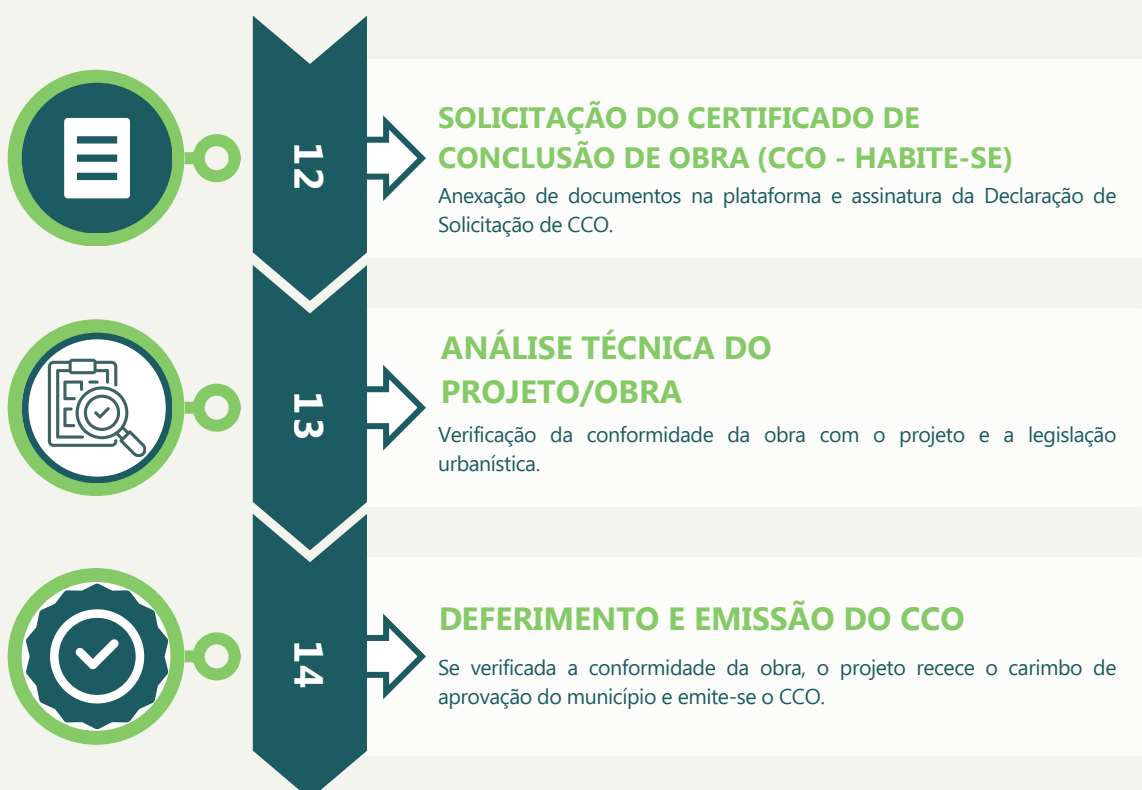 12
SOLICITAÇÃO DO CERTIFICADO DE
CONCLUSÃO DE OBRA (CCO - HABITE-SE)
Anexação de documentos na plataforma e assinatura da Declaração de
Solicitação de CCO.
13
ANÁLISE TÉCNICA DO
PROJETO/OBRA
Verificação da conformidade da obra com o projeto e a legislação
urbanística.
14
DEFERIMENTO E EMISSÃO DO CCO
Se verificada a conformidade da obra, o projeto recece o carimbo de
aprovação do município e emite-se o CCO.